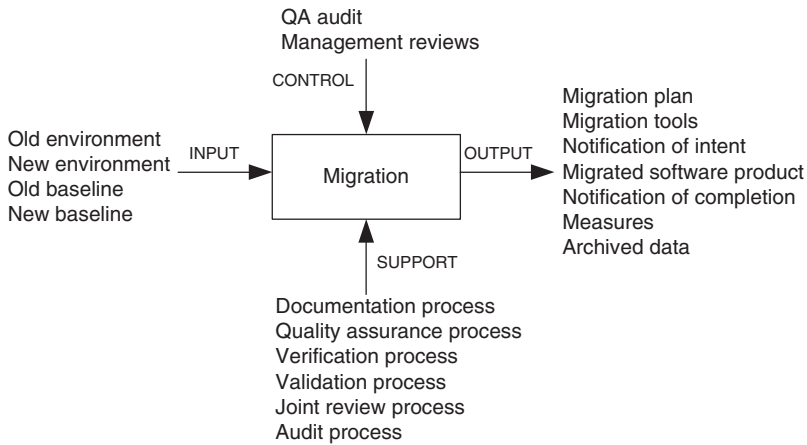 QA audit
Management reviews
CONTROL
Old environment
New environment
Old baseline
New baseline
INPUT
Migration
OUTPUT
Migration plan
Migration tools
Notification of intent
Migrated software product
Notification of completion
Measures
Archived data
SUPPORT
Documentation process
Quality assurance process
Verification process
Validation process
Joint review process
Audit process